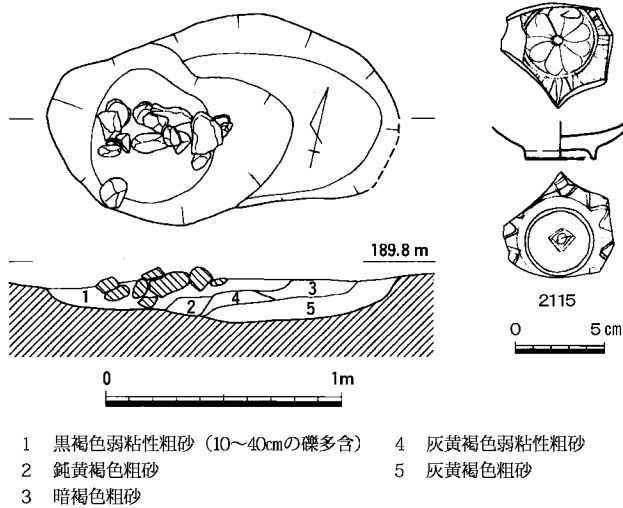 189.8 m
1
2
3
4
5
2115
0 5 cm
0 1m
1 黒褐色弱粘性粗砂（10～40cmの礫多含）
2 鈍黄褐色粗砂
3 暗褐色粗砂
4 灰黄褐色弱粘性粗砂
5 灰黄褐色粗砂